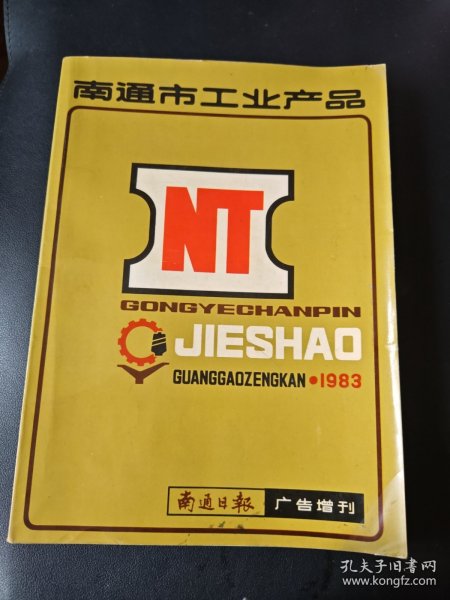 南通市工业产品
NT
GONGYECHANPIN
JIESHAO
GUANGGAOZENGKAN•1983
南通日報 广告增刊
孔夫子旧书网
www.kongfz.com